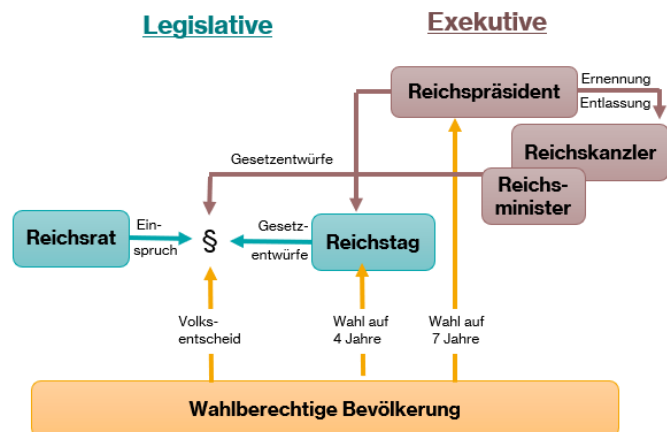 Legislative
Exekutive
Reichspräsident
Ernennung
Entlassung
Reichskanzler
Reichs-
minister
Gesetzentwürfe
Reichsrat
Ein-
spruch
§
Gesetz-
entwürfe
Reichstag
Volks-
entscheid
Wahl auf
4 Jahre
Wahl auf
7 Jahre
Wahlberechtige Bevölkerung